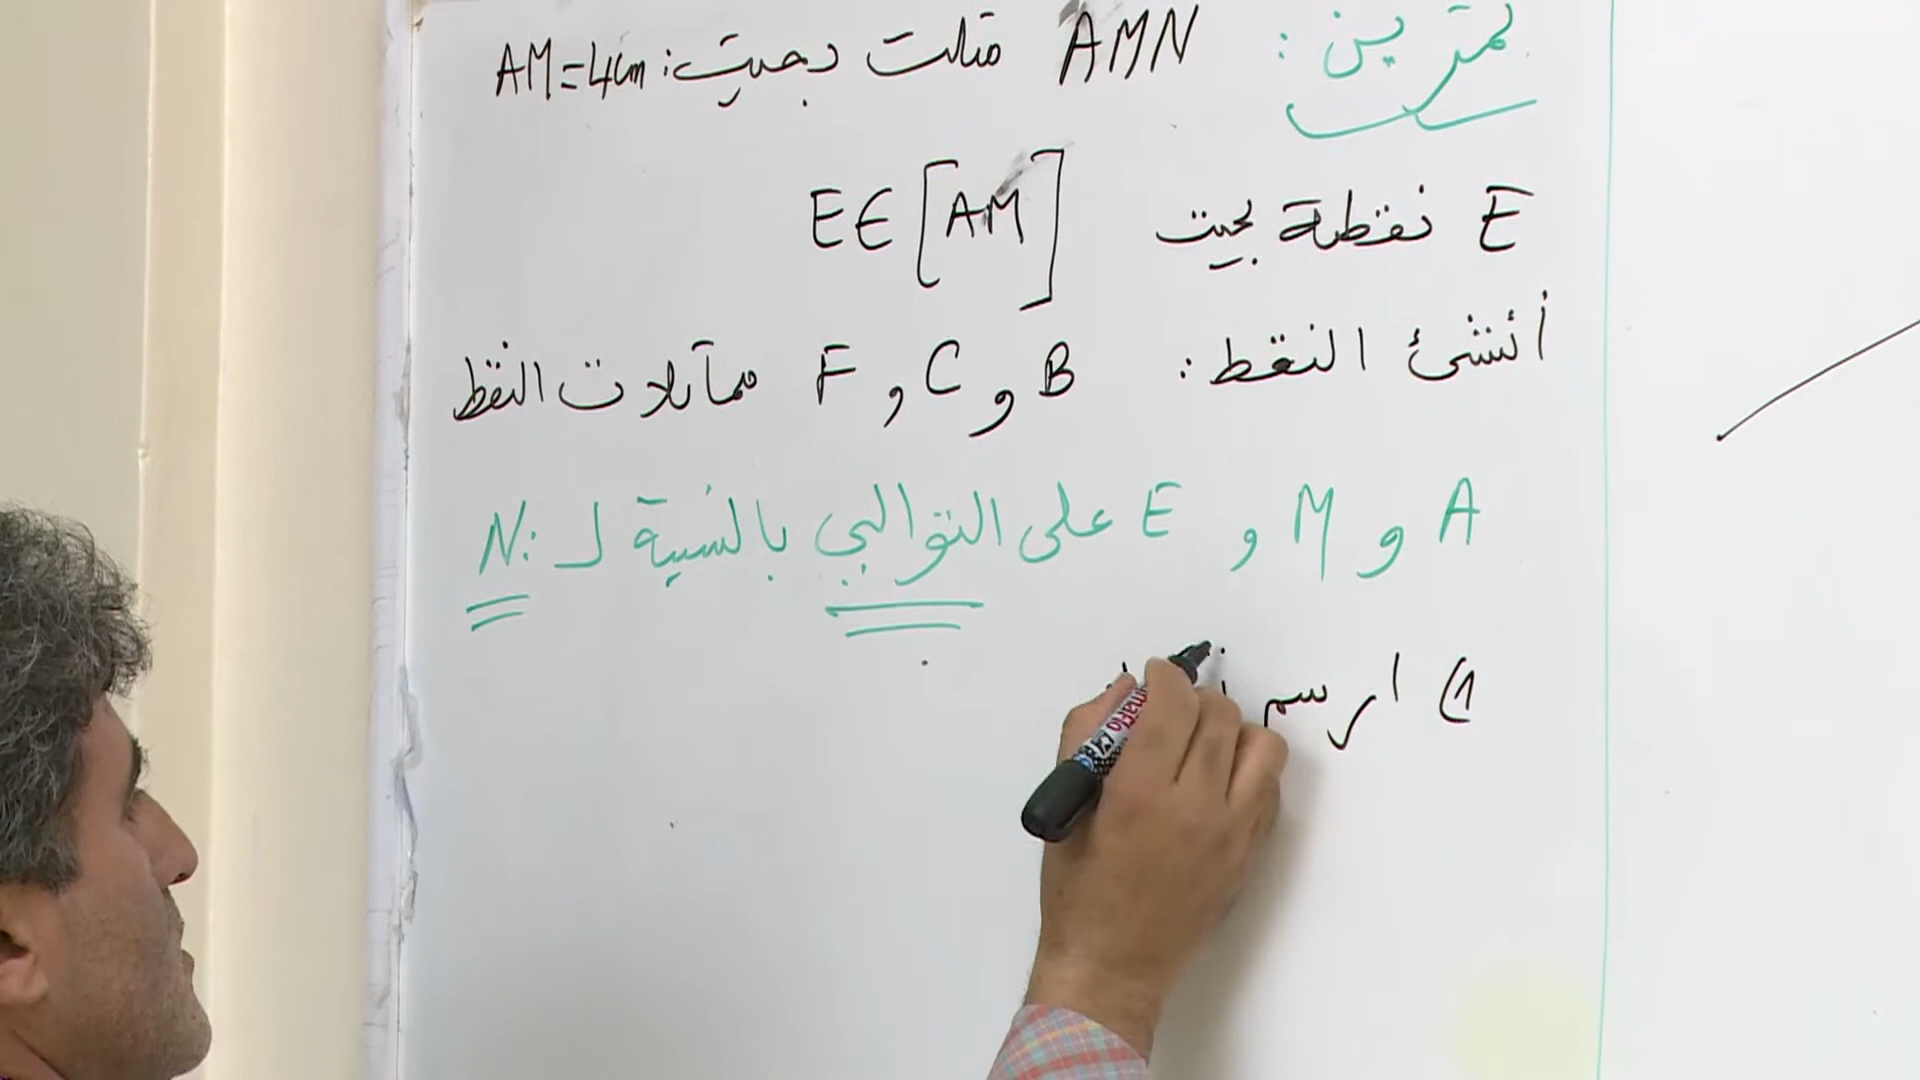 تمرين : AMN مثلث بحيث : AM=4cm
E نقطة بحيث E∈[AM]
أنشئ النقط : B و C و F مماثلات النقط
A و M و E على التوالي بالنسبة لـ N:
1) ارسم